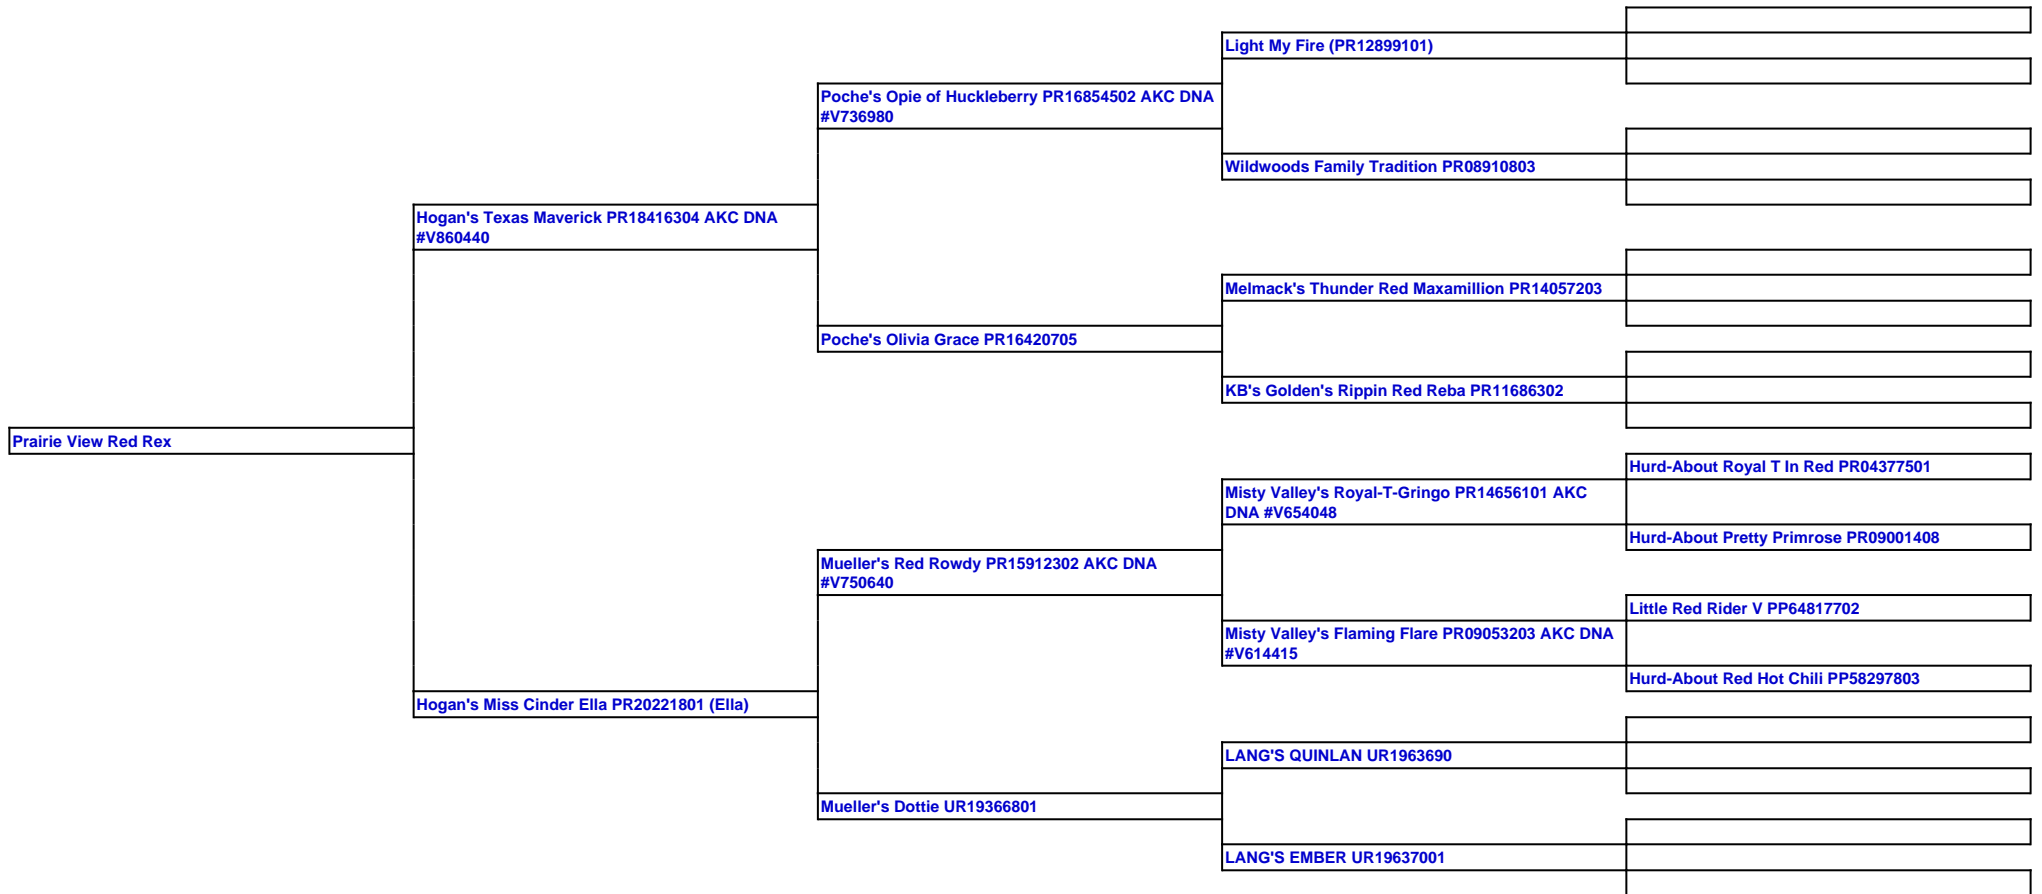 Light My Fire (PR12899101)
Poche's Opie of Huckleberry PR16854502 AKC DNA
#V736980
Wildwoods Family Tradition PR08910803
Hogan's Texas Maverick PR18416304 AKC DNA
#V860440
Melmack's Thunder Red Maxamillion PR14057203
Poche's Olivia Grace PR16420705
KB's Golden's Rippin Red Reba PR11686302
Prairie View Red Rex
Hurd-About Royal T In Red PR04377501
Misty Valley's Royal-T-Gringo PR14656101 AKC
DNA #V654048
Hurd-About Pretty Primrose PR09001408
Mueller's Red Rowdy PR15912302 AKC DNA
#V750640
Little Red Rider V PP64817702
Misty Valley's Flaming Flare PR09053203 AKC DNA
#V614415
Hurd-About Red Hot Chili PP58297803
Hogan's Miss Cinder Ella PR20221801 (Ella)
LANG'S QUINLAN UR1963690
Mueller's Dottie UR19366801
LANG'S EMBER UR19637001